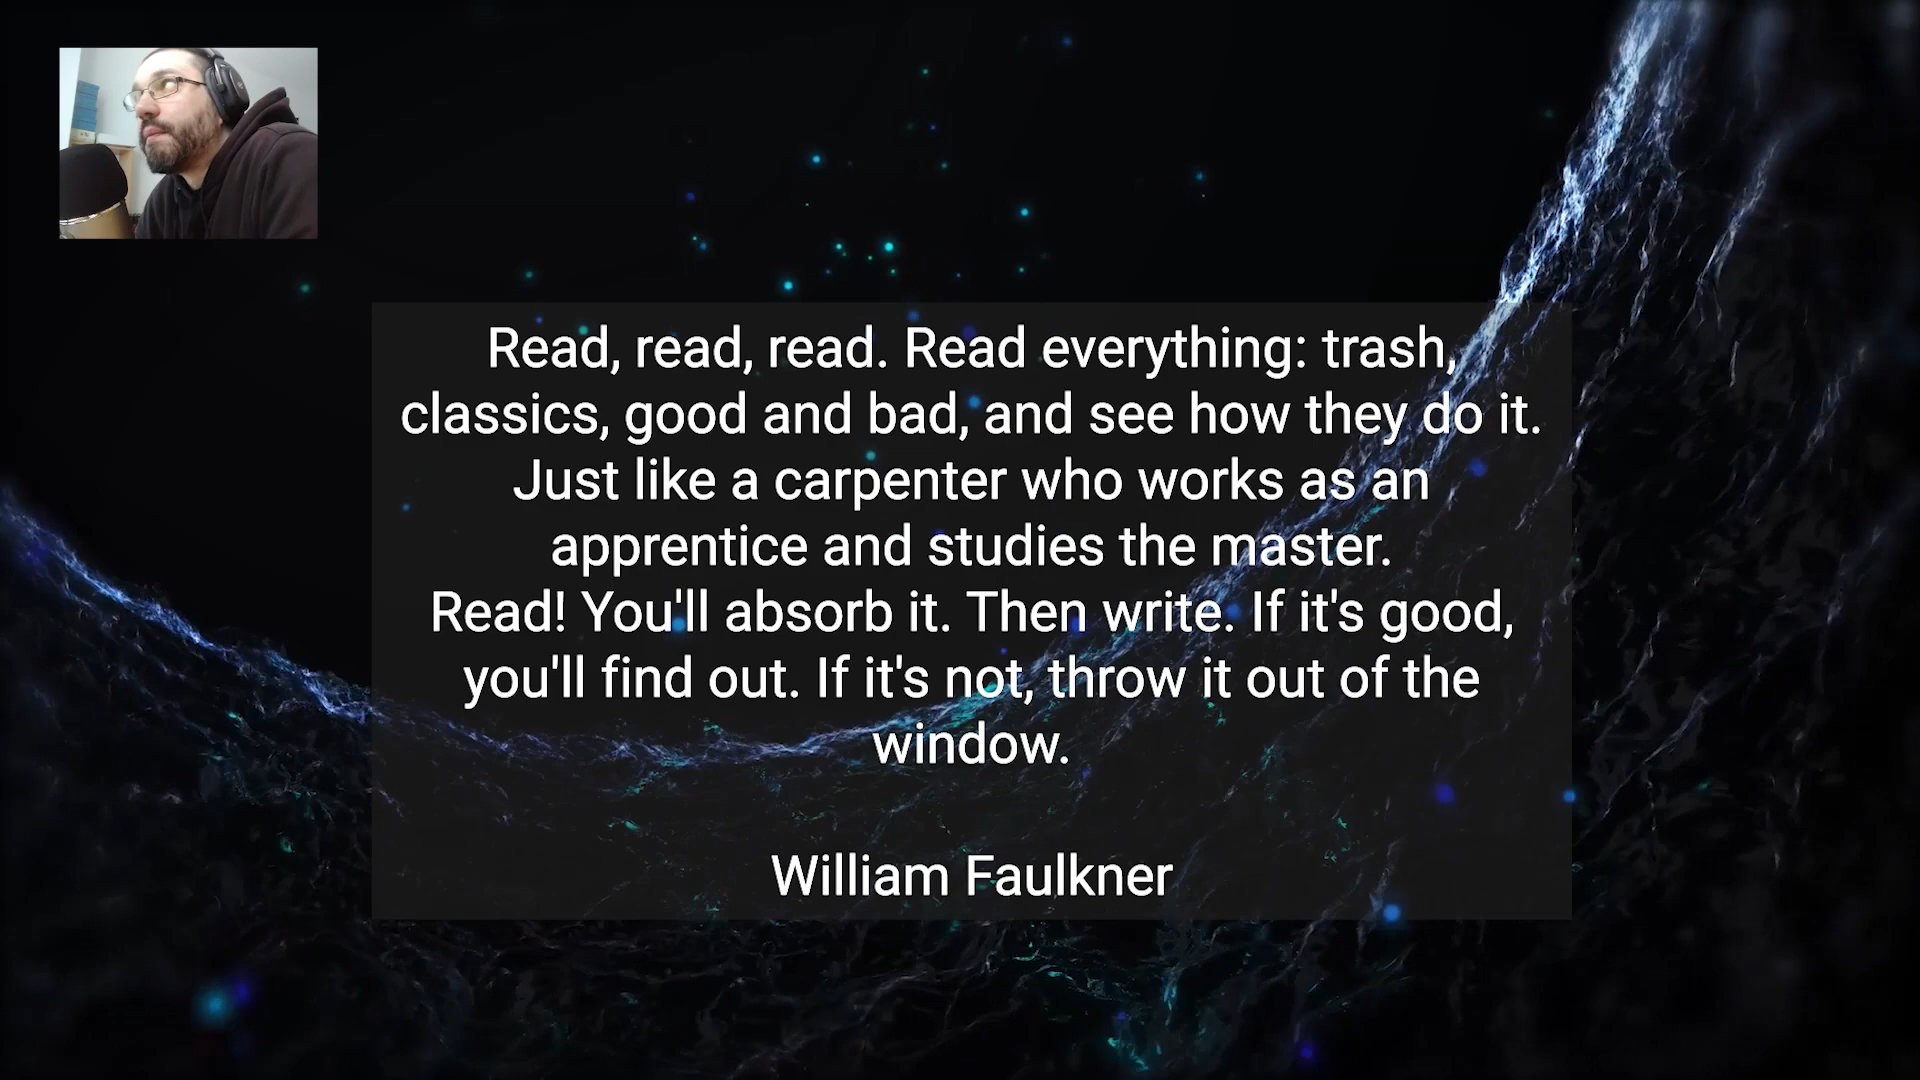 Read, read, read. Read everything: trash,
classics, good and bad, and see how they do it.
Just like a carpenter who works as an
apprentice and studies the master.
Read! You'll absorb it. Then write. If it's good,
you'll find out. If it's not, throw it out of the
window.
William Faulkner